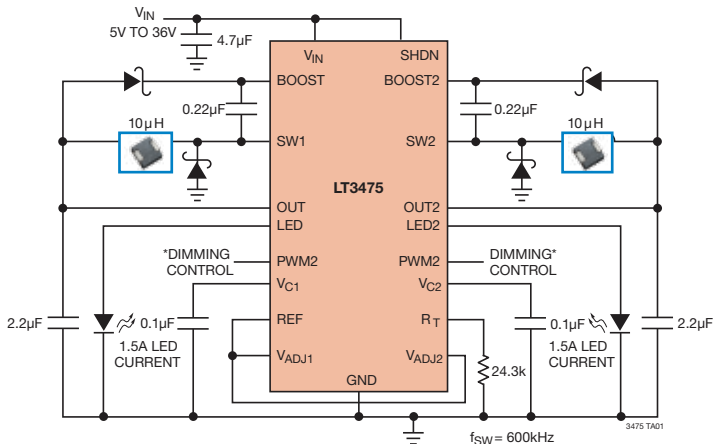 VIN
5V TO 36V
4.7µF
VIN
SHDN
BOOST
BOOST2
0.22µF
0.22µF
10µH
10µH
SW1
SW2
LT3475
OUT
OUT2
LED
LED2
*DIMMING
CONTROL
PWM2
PWM2
DIMMING*
CONTROL
VC1
VC2
2.2µF
0.1µF
1.5A LED
CURRENT
REF
RT
0.1µF
1.5A LED
CURRENT
2.2µF
VADJ1
VADJ2
24.3k
GND
fSW = 600kHz
3475 TA01